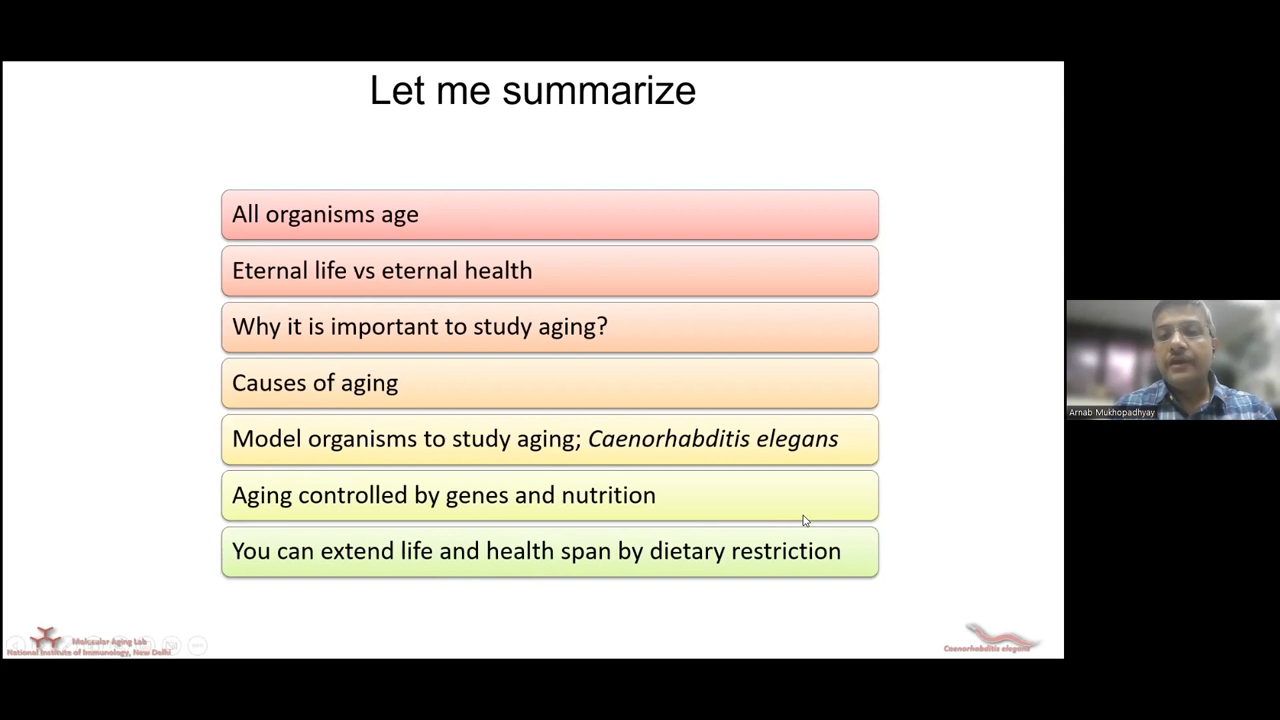 Let me summarize
All organisms age
Eternal life vs eternal health
Why it is important to study aging?
Causes of aging
Model organisms to study aging; Caenorhabditis elegans
Aging controlled by genes and nutrition
You can extend life and health span by dietary restriction
Arnab Mukhopadhyay
Molecular Aging Lab
National Institute of Immunology, New Delhi
Caenorhabditis elegans